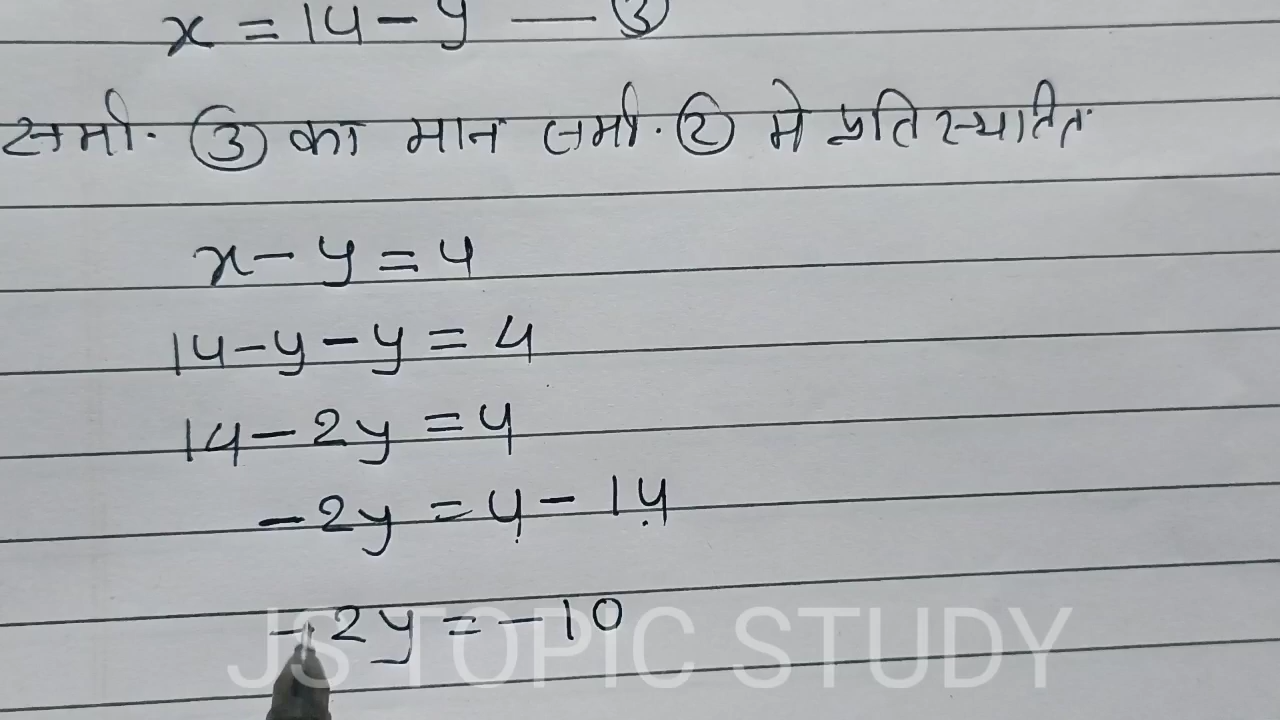 x = 14 - y — ③
समी. ③ का मान समी. ② मे प्रतिस्थातित
x - y = 4
14 - y - y = 4
14 - 2y = 4
- 2y = 4 - 14
- 2y = - 10
JS TOPIC STUDY